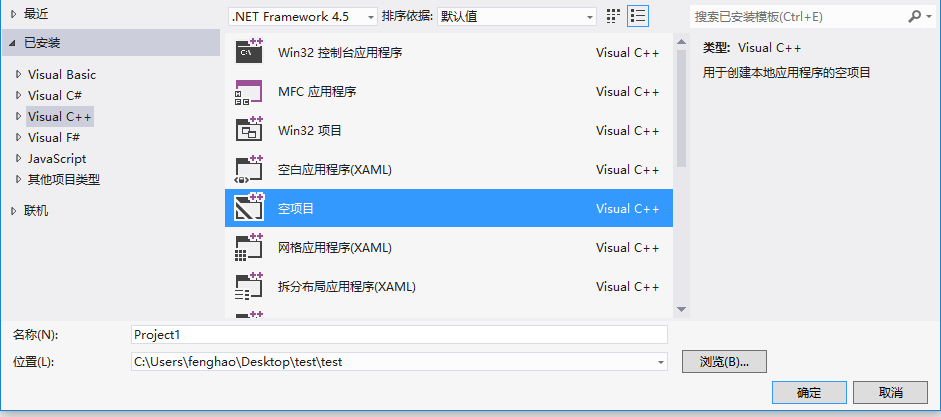 最近
.NET Framework 4.5
排序依据: 默认值
搜索已安装模板(Ctrl+E)
已安装
Visual Basic
Visual C#
Visual C++
Visual F#
JavaScript
其他项目类型
联机
C:\
Win32 控制台应用程序 Visual C++
MFC 应用程序 Visual C++
Win32 项目 Visual C++
空白应用程序(XAML) Visual C++
空项目 Visual C++
网格应用程序(XAML) Visual C++
拆分布局应用程序(XAML) Visual C++
类型: Visual C++
用于创建本地应用程序的空项目
名称(N): Project1
位置(L): C:\Users\fenghao\Desktop\test\test
浏览(B)...
确定 取消